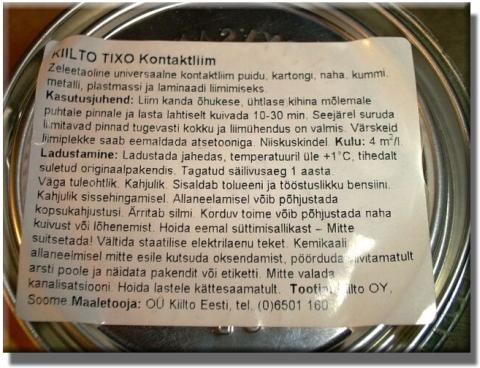 KIILTO TIXO Kontaktliim
Zeleetaoline universaalne kontaktliim puidu, kartongi, naha, kummi,
metalli, plastmassi ja laminaadi liimimiseks.
Kasutusjuhend: Liim kanda õhukese, ühtlase kihina mõlemale
puhtale pinnale ja lasta lahtiselt kuivada 10-30 min. Seejärel suruda
liimitavad pinnad tugevasti kokku ja liimühendus on valmis. Värskeid
liimiplekke saab eemaldada atsetooniga. Niiskuskindel. Kulu: 4 m²/l.
Ladustamine: Ladustada jahedas, temperatuuril üle +1°C, tihedalt
suletud originaalpakendis. Tagatud säilivusaeg 1 aasta.
Väga tuleohtlik. Kahjulik. Sisaldab tolueeni ja tööstuslikku bensiini.
Kahjulik sissehingamisel. Allaneelamisel võib põhjustada
kopsukahjustusi. Ärritab silmi. Korduv toime võib põhjustada naha
kuivust või lõhenemist. Hoida eemal süttimisallikast – Mitte
suitsetada! Vältida staatilise elektrilaenu teket. Kemikaali
allaneelmisel mitte esile kutsuda oksendamist, pöörduda viivitamatult
arsti poole ja näidata pakendit või etiketti. Mitte valada
kanalisatsiooni. Hoida lastele kättesaamatult. Tootja: Kiilto OY,
Soome Maaletooja: OÜ Kiilto Eesti, tel. (0)6501 160